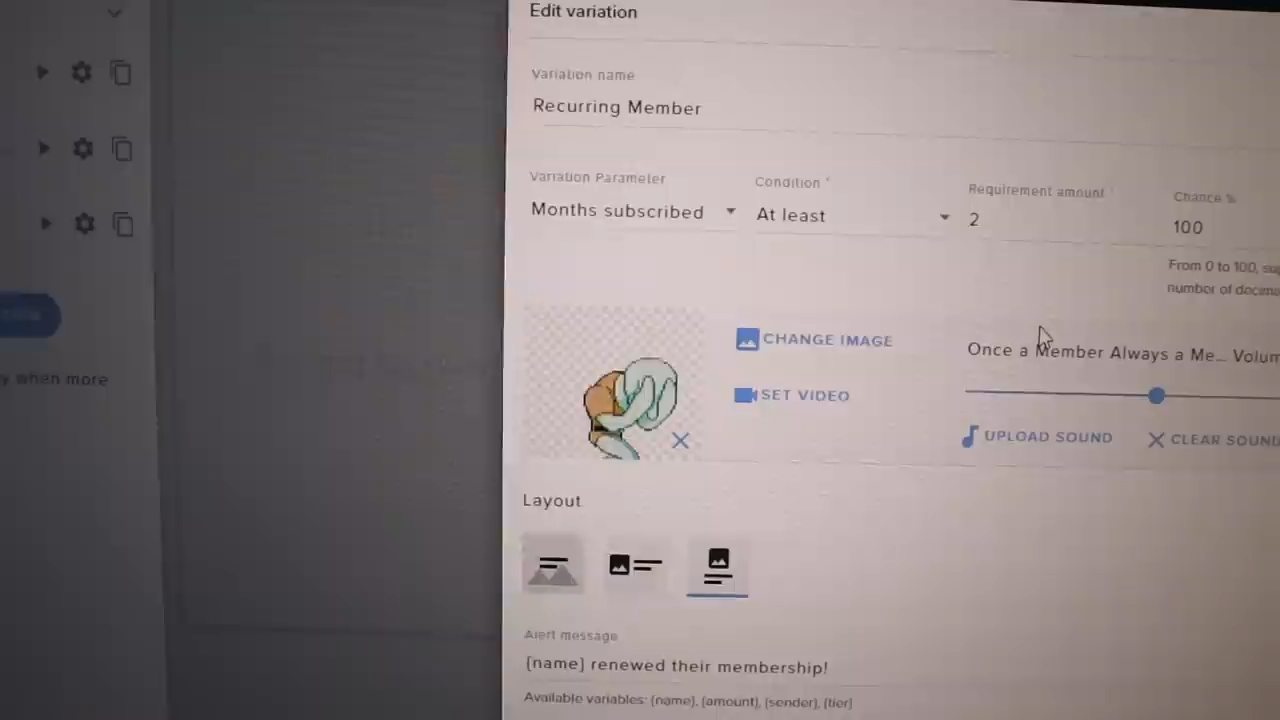 Edit variation
Variation name
Recurring Member
Variation Parameter
Condition *
Requirement amount *
Chance %
Months subscribed
At least
2
100
From 0 to 100,
number of
CHANGE IMAGE
SET VIDEO
Once a Member Always a Me...
UPLOAD SOUND
CLEAR SOUND
y when more
Layout
Alert message
{name} renewed their membership!
Available variables: {name}, {amount}, {sender}, {tier}